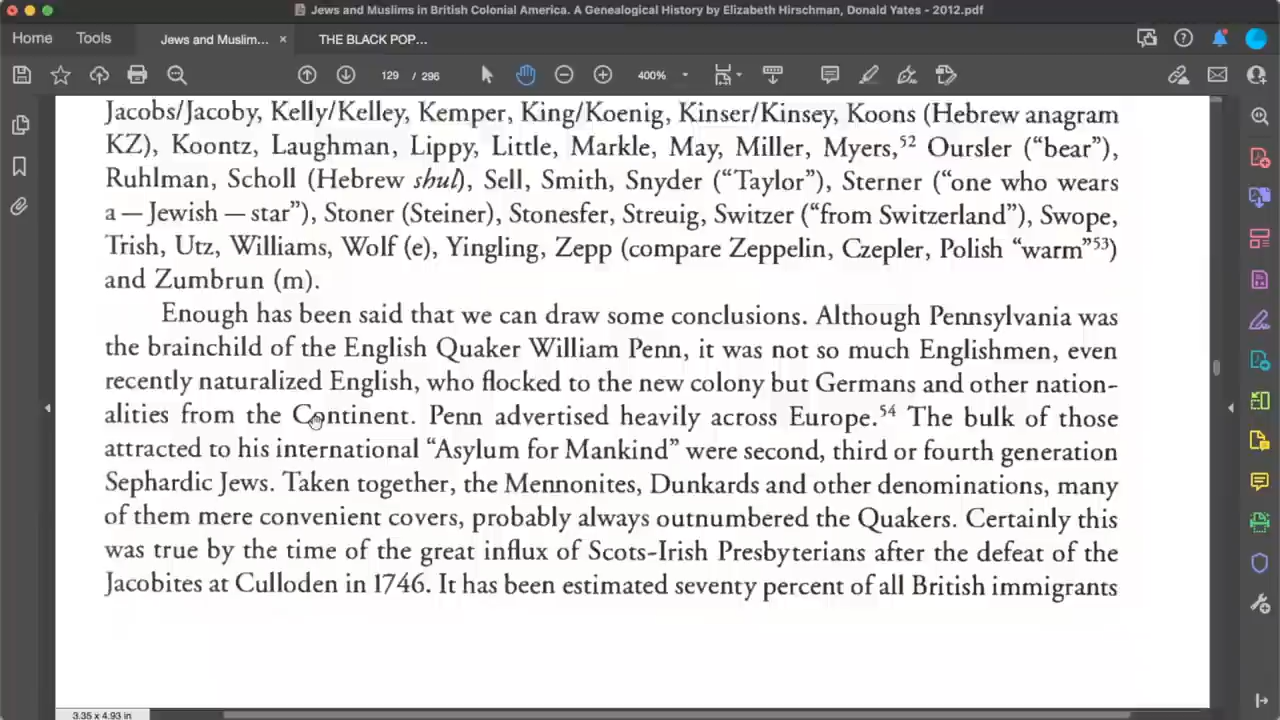 Jews and Muslims in British Colonial America. A Genealogical History by Elizabeth Hirschman, Donald Yates - 2012.pdf
Home Tools Jews and Muslim... × THE BLACK POP...
129 / 296 400%
Jacobs/Jacoby, Kelly/Kelley, Kemper, King/Koenig, Kinser/Kinsey, Koons (Hebrew anagram
KZ), Koontz, Laughman, Lippy, Little, Markle, May, Miller, Myers,52 Oursler (“bear”),
Ruhlman, Scholl (Hebrew shul), Sell, Smith, Snyder (“Taylor”), Sterner (“one who wears
a — Jewish — star”), Stoner (Steiner), Stonesfer, Streuig, Switzer (“from Switzerland”), Swope,
Trish, Utz, Williams, Wolf (e), Yingling, Zepp (compare Zeppelin, Czepler, Polish “warm”53)
and Zumbrun (m).
Enough has been said that we can draw some conclusions. Although Pennsylvania was
the brainchild of the English Quaker William Penn, it was not so much Englishmen, even
recently naturalized English, who flocked to the new colony but Germans and other nation-
alities from the Continent. Penn advertised heavily across Europe.54 The bulk of those
attracted to his international “Asylum for Mankind” were second, third or fourth generation
Sephardic Jews. Taken together, the Mennonites, Dunkards and other denominations, many
of them mere convenient covers, probably always outnumbered the Quakers. Certainly this
was true by the time of the great influx of Scots-Irish Presbyterians after the defeat of the
Jacobites at Culloden in 1746. It has been estimated seventy percent of all British immigrants
3.35 x 4.93 in